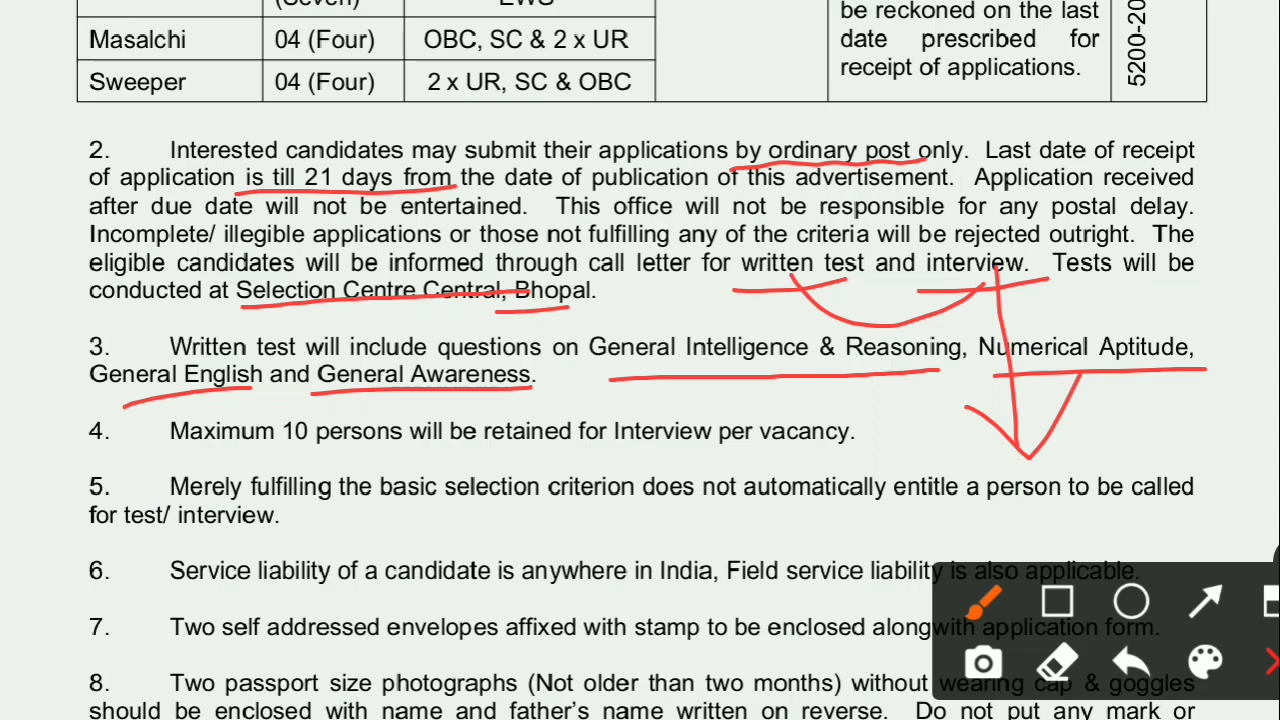 (Seven) EWS
be reckoned on the last
Masalchi 04 (Four) OBC, SC & 2 x UR date prescribed for
receipt of applications.
Sweeper 04 (Four) 2 x UR, SC & OBC
5200-20
2. Interested candidates may submit their applications by ordinary post only. Last date of receipt
of application is till 21 days from the date of publication of this advertisement. Application received
after due date will not be entertained. This office will not be responsible for any postal delay.
Incomplete/ illegible applications or those not fulfilling any of the criteria will be rejected outright. The
eligible candidates will be informed through call letter for written test and interview. Tests will be
conducted at Selection Centre Central, Bhopal.
3. Written test will include questions on General Intelligence & Reasoning, Numerical Aptitude,
General English and General Awareness.
4. Maximum 10 persons will be retained for Interview per vacancy.
5. Merely fulfilling the basic selection criterion does not automatically entitle a person to be called
for test/ interview.
6. Service liability of a candidate is anywhere in India, Field service liability is also applicable.
7. Two self addressed envelopes affixed with stamp to be enclosed alongwith application form.
8. Two passport size photographs (Not older than two months) without wearing cap & goggles
should be enclosed with name and father's name written on reverse. Do not put any mark or